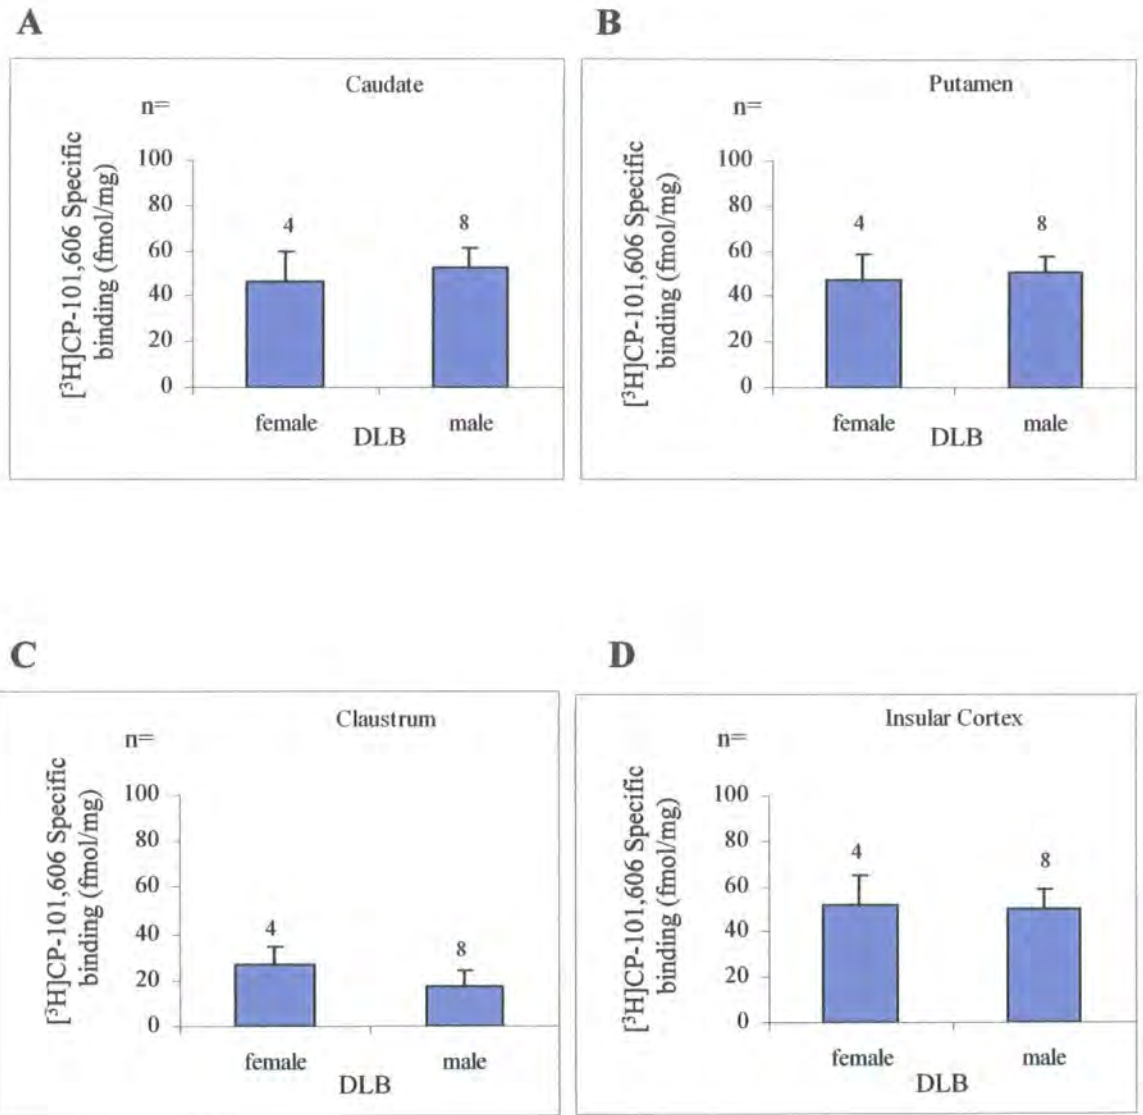 A
Caudate
n=
[³H]CP-101,606 Specific
binding (fmol/mg)
100
80
60
40
20
0
4
8
female
male
DLB
B
Putamen
n=
[³H]CP-101,606 Specific
binding (fmol/mg)
100
80
60
40
20
0
4
8
female
male
DLB
C
Claustrum
n=
[³H]CP-101,606 Specific
binding (fmol/mg)
100
80
60
40
20
0
4
8
female
male
DLB
D
Insular Cortex
n=
[³H]CP-101,606 Specific
binding (fmol/mg)
100
80
60
40
20
0
4
8
female
male
DLB